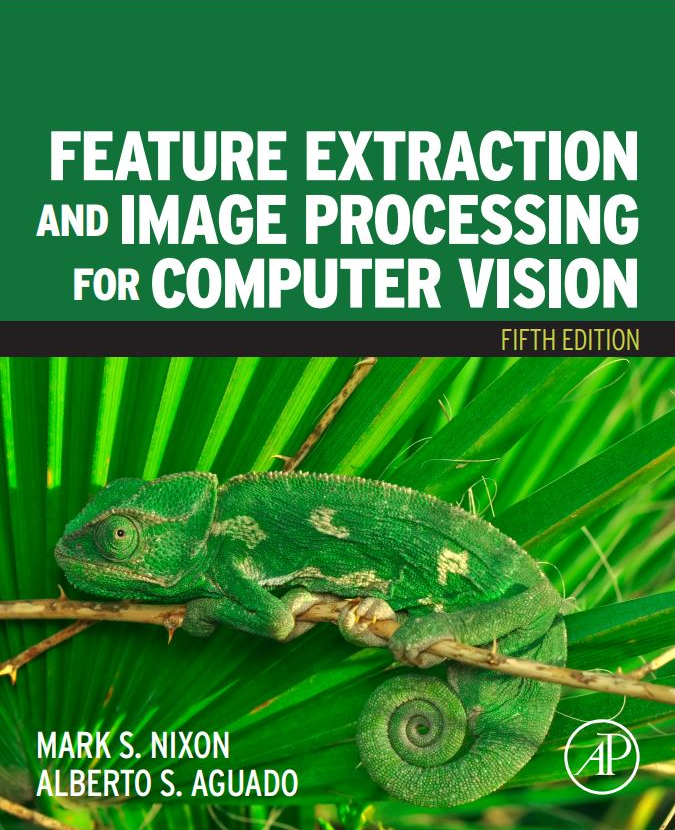 FEATURE EXTRACTION
AND IMAGE PROCESSING
FOR COMPUTER VISION
FIFTH EDITION
MARK S. NIXON
ALBERTO S. AGUADO
AP